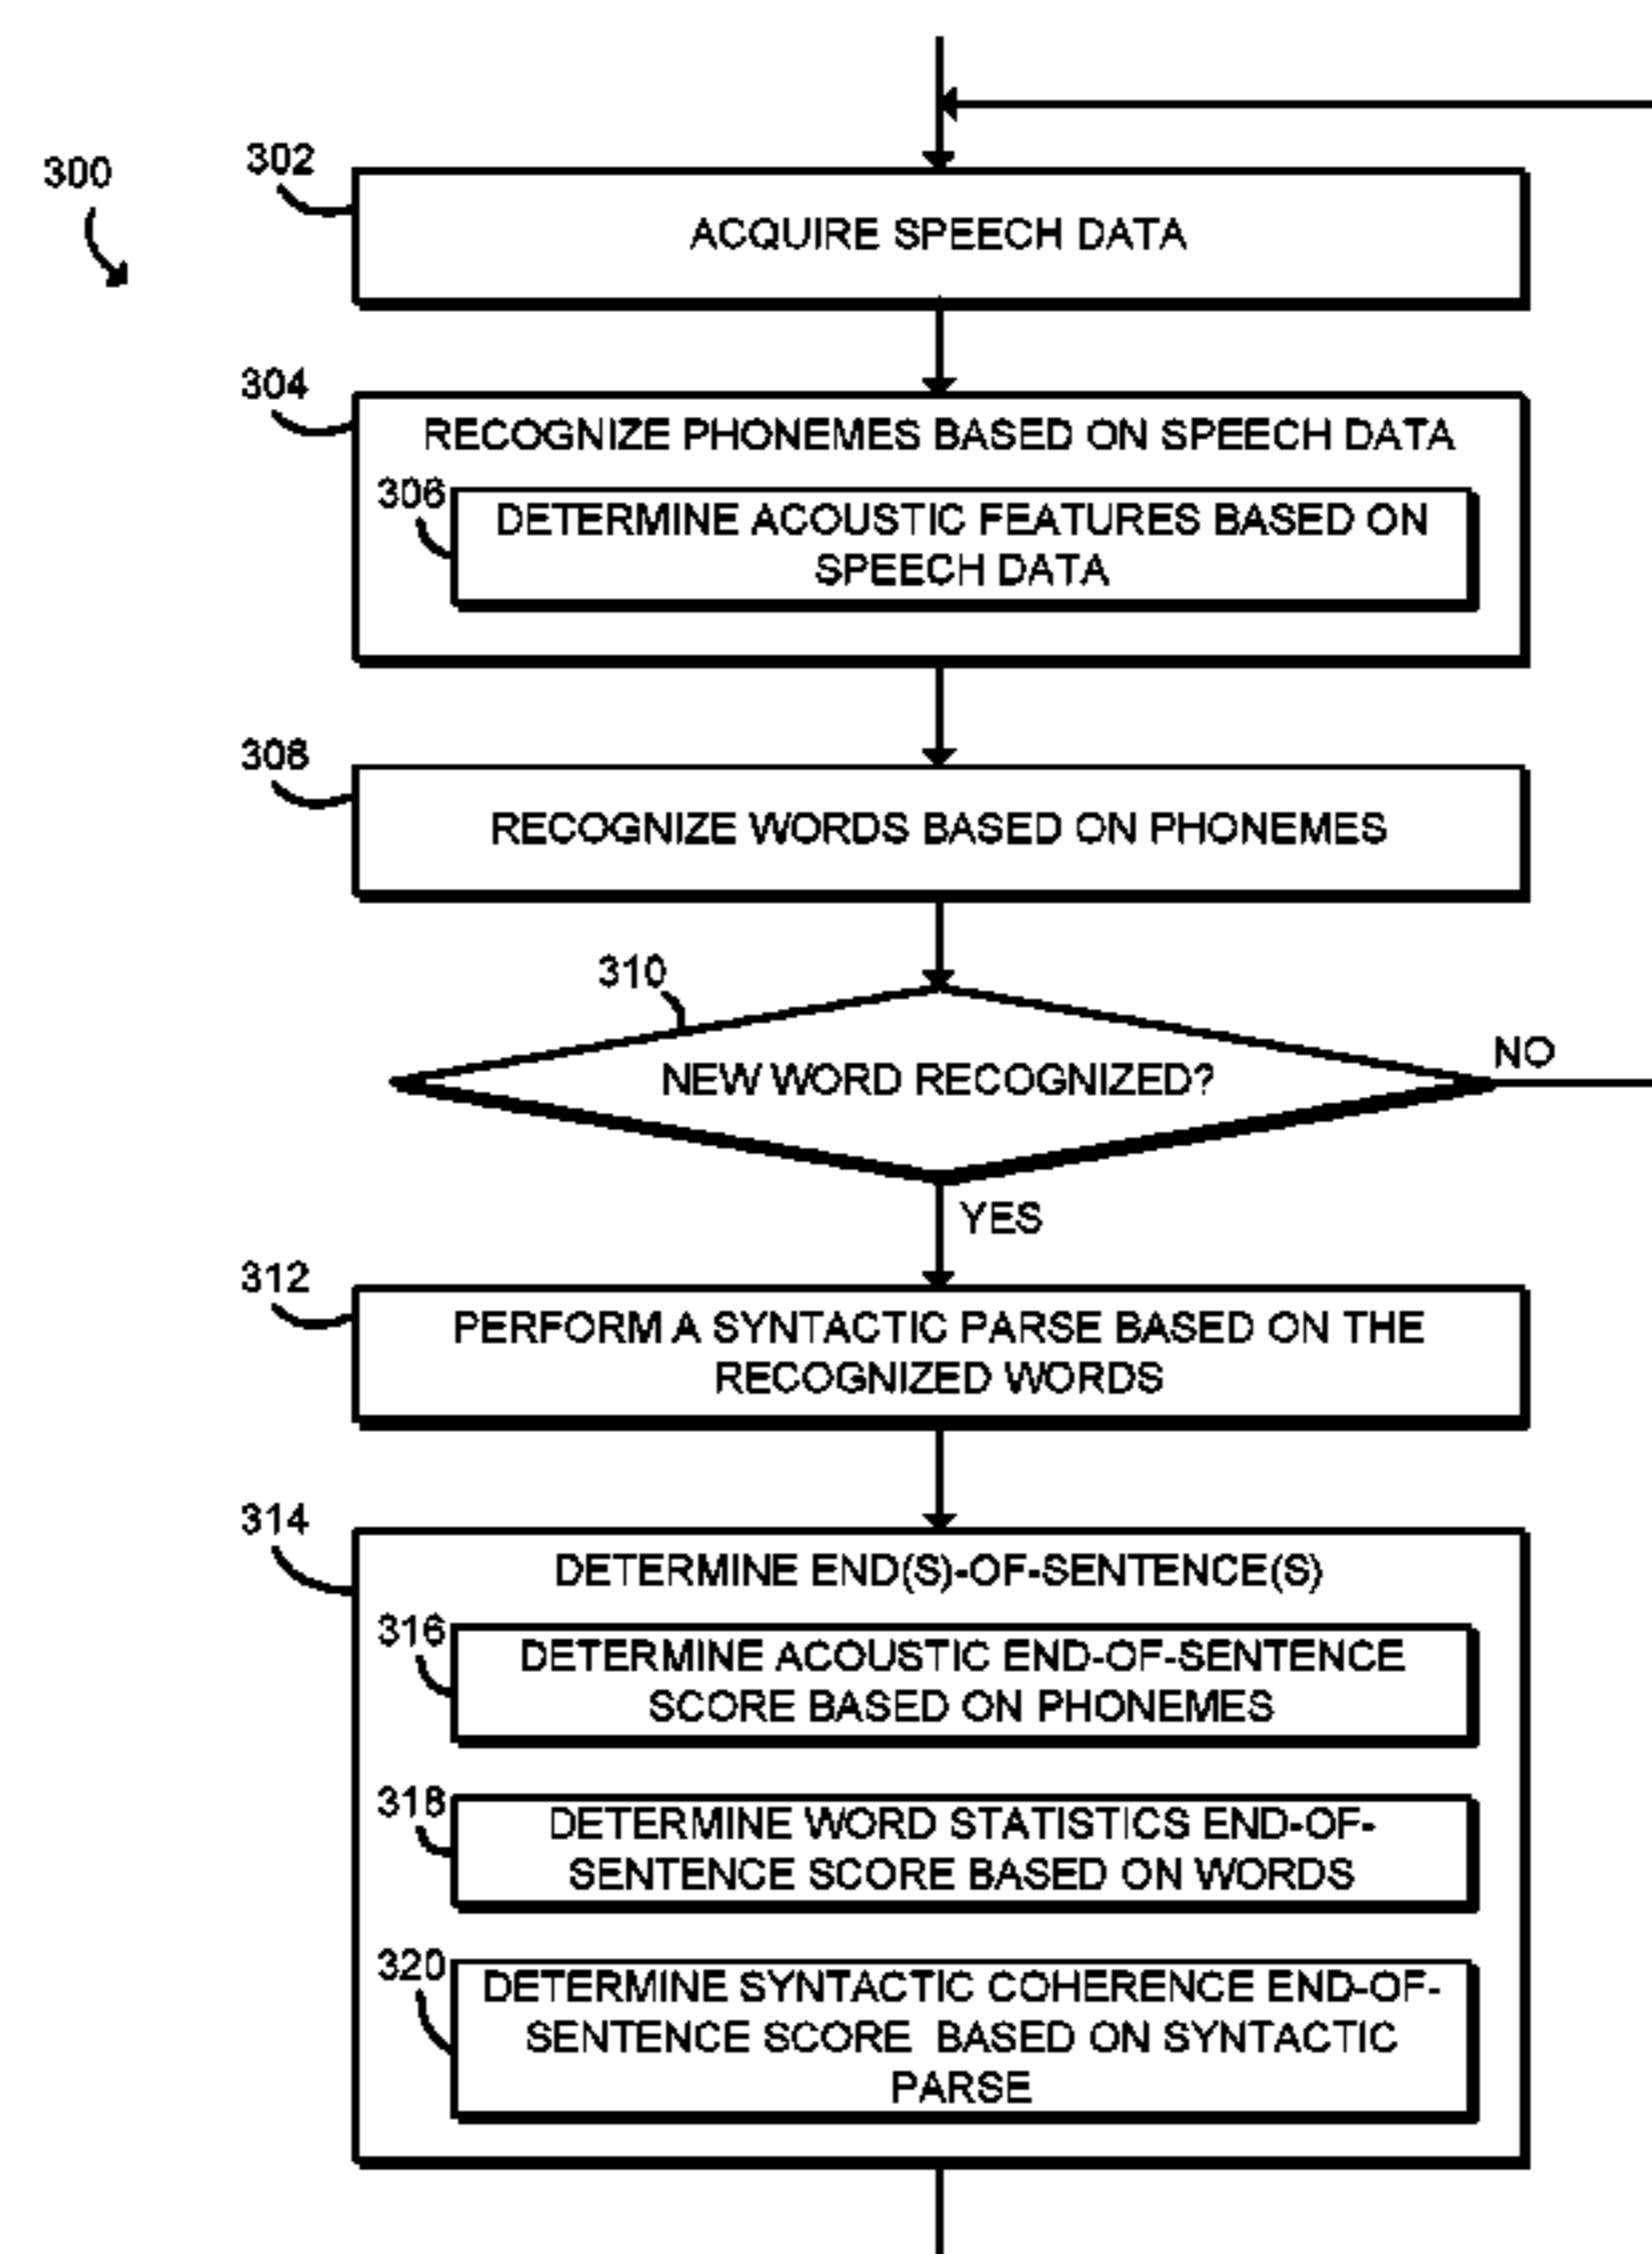 300
302
ACQUIRE SPEECH DATA
304
RECOGNIZE PHONEMES BASED ON SPEECH DATA
306
DETERMINE ACOUSTIC FEATURES BASED ON
SPEECH DATA
308
RECOGNIZE WORDS BASED ON PHONEMES
310
NEW WORD RECOGNIZED?
NO
YES
312
PERFORM A SYNTACTIC PARSE BASED ON THE
RECOGNIZED WORDS
314
DETERMINE END(S)-OF-SENTENCE(S)
316
DETERMINE ACOUSTIC END-OF-SENTENCE
SCORE BASED ON PHONEMES
318
DETERMINE WORD STATISTICS END-OF-
SENTENCE SCORE BASED ON WORDS
320
DETERMINE SYNTACTIC COHERENCE END-OF-
SENTENCE SCORE BASED ON SYNTACTIC
PARSE